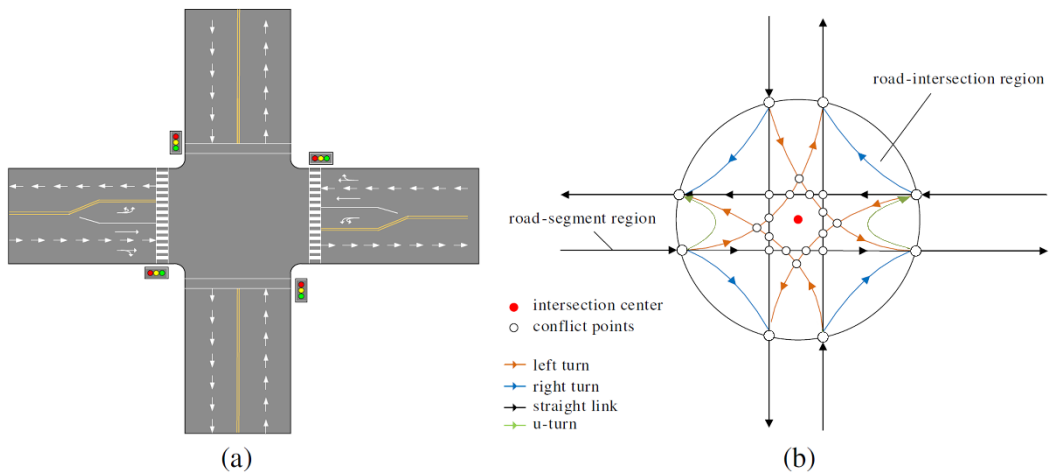 road-intersection region
road-segment region
intersection center
conflict points
left turn
right turn
straight link
u-turn
(a)
(b)